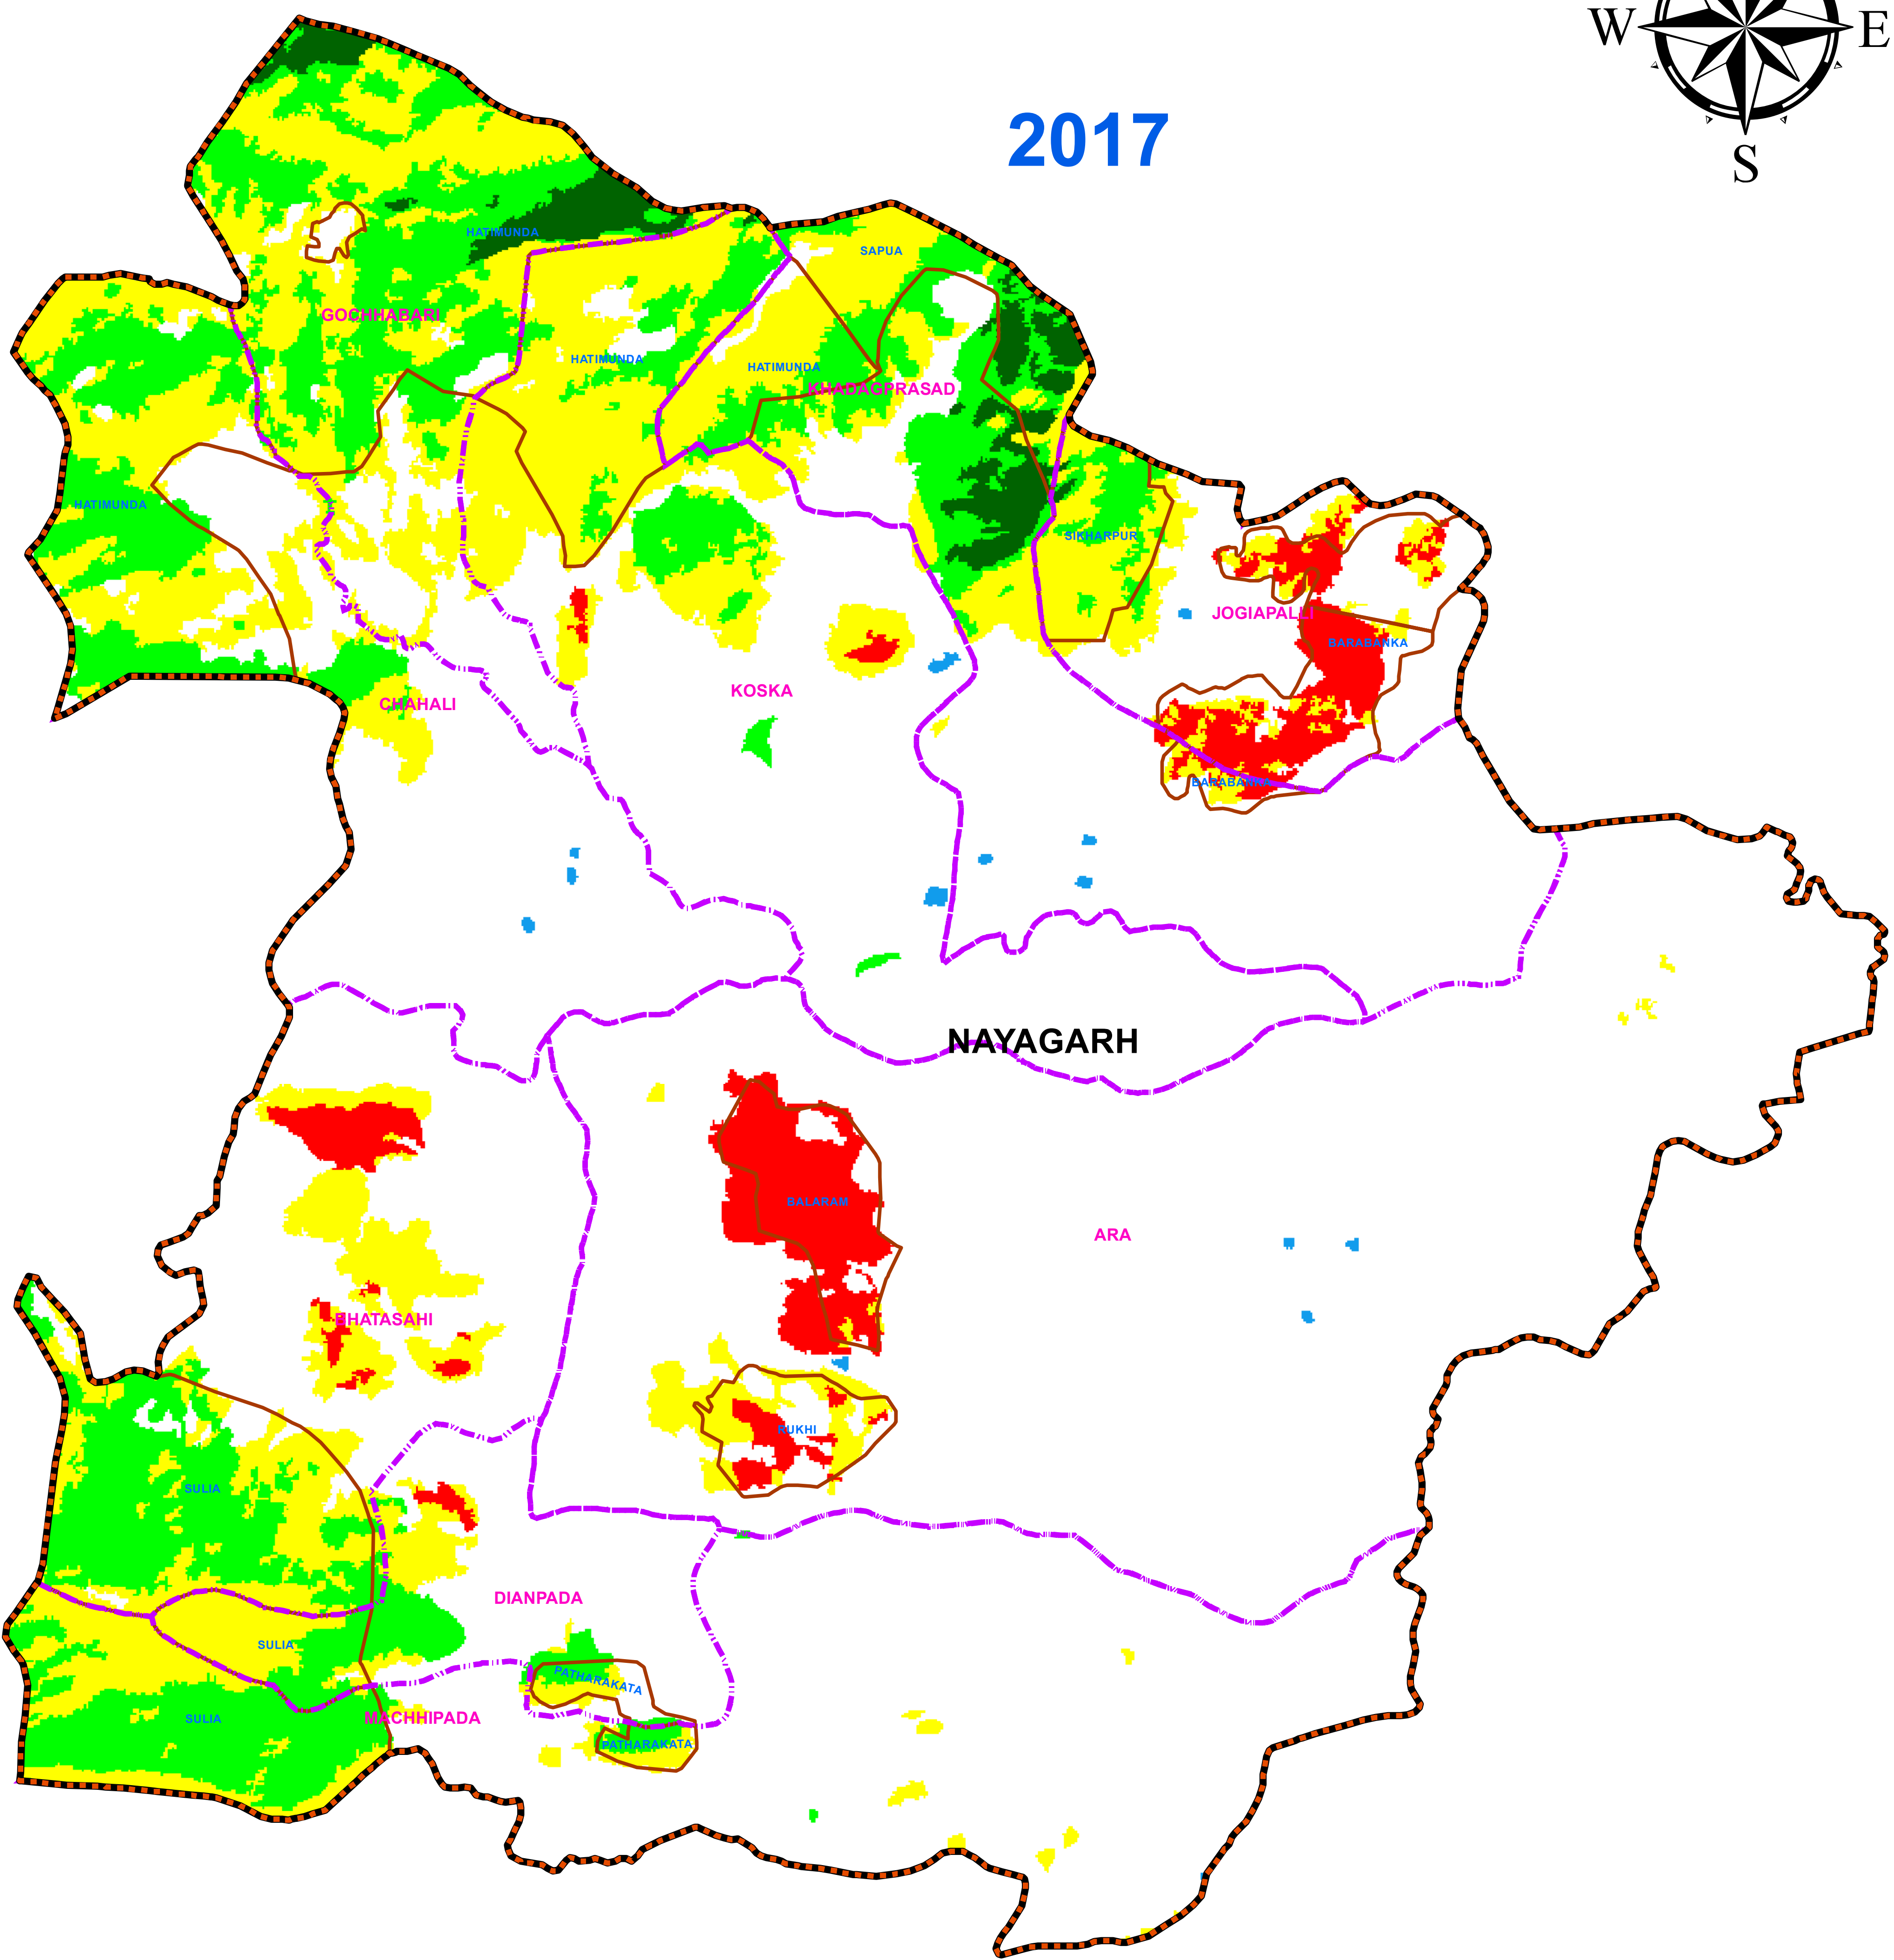 W
E
S
2017
HATIMUNDA
SAPUA
GOCHHABARI
HATIMUNDA
HATIMUNDA
KHADAGPRASAD
HATIMUNDA
SIKHARPUR
JOGIAPALLI
BARABANKA
KOSKA
CHAHALI
BARABANKA
NAYAGARH
BALARAM
ARA
BHATASAHI
RUKHI
SULIA
DIANPADA
SULIA
PATHARAKATA
SULIA
MACHHIPADA
PATHARAKATA